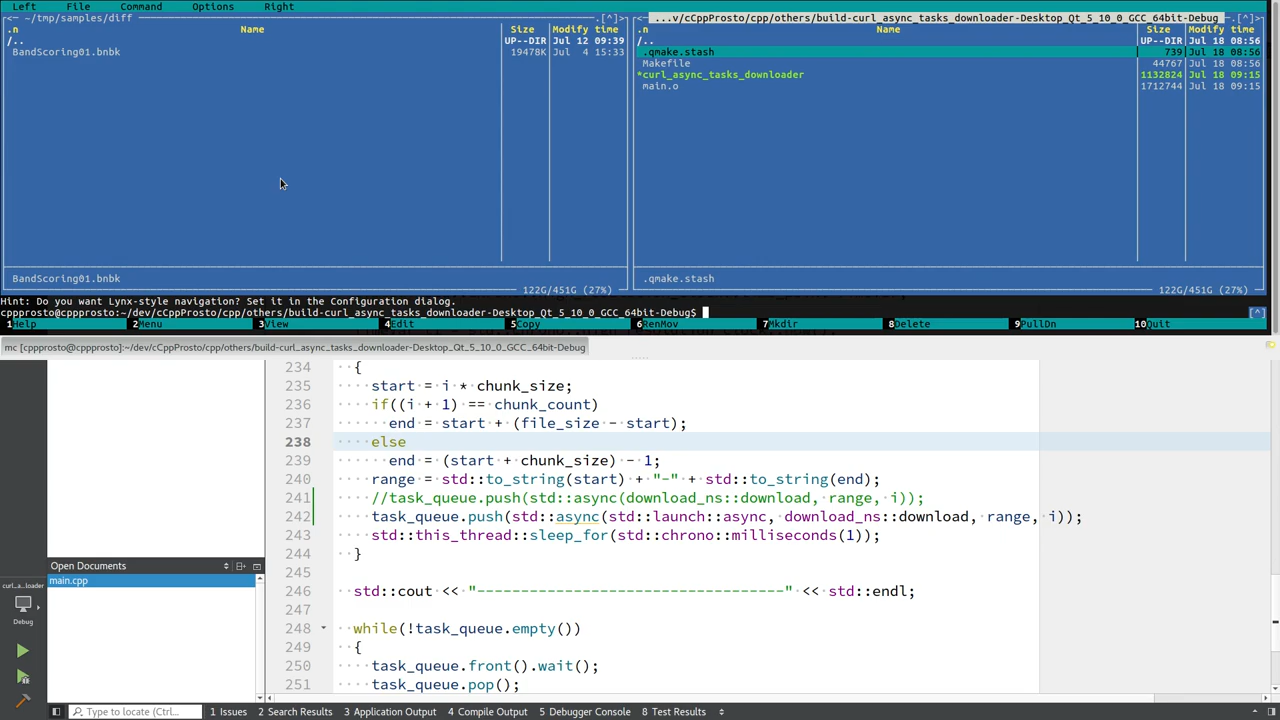 Left File Command Options Right
<─ ~/tmp/samples/diff .[^]>
.n Name Size Modify time
/.. UP--DIR Jul 12 09:39
BandScoring01.bnbk 19478K Jul 4 15:33
BandScoring01.bnbk
122G/451G (27%)
<─ ...v/cCppProsto/cpp/others/build-curl_async_tasks_downloader-Desktop_Qt_5_10_0_GCC_64bit-Debug .[^]>
.n Name Size Modify time
/.. UP--DIR Jul 18 08:56
.qmake.stash 739 Jul 18 08:56
Makefile 44767 Jul 18 08:56
*curl_async_tasks_downloader 1132824 Jul 18 09:15
main.o 1712744 Jul 18 09:15
.qmake.stash
122G/451G (27%)
Hint: Do you want Lynx-style navigation? Set it in the Configuration dialog.
cppprosto@cppprosto:~/dev/cCppProsto/cpp/others/build-curl_async_tasks_downloader-Desktop_Qt_5_10_0_GCC_64bit-Debug$ [^]
1Help 2Menu 3View 4Edit 5Copy 6RenMov 7Mkdir 8Delete 9PullDn 10Quit
mc [cppprosto@cppprosto]:~/dev/cCppProsto/cpp/others/build-curl_async_tasks_downloader-Desktop_Qt_5_10_0_GCC_64bit-Debug
234 {
235 start = i * chunk_size;
236 if((i + 1) == chunk_count)
237 end = start + (file_size - start);
238 else
239 end = (start + chunk_size) - 1;
240 range = std::to_string(start) + "-" + std::to_string(end);
241 //task_queue.push(std::async(download_ns::download, range, i));
242 task_queue.push(std::async(std::launch::async, download_ns::download, range, i));
243 std::this_thread::sleep_for(std::chrono::milliseconds(1));
244 }
245
246 std::cout << "-----------------------------------" << std::endl;
247
248 while(!task_queue.empty())
249 {
250 task_queue.front().wait();
251 task_queue.pop();
Open Documents
main.cpp
curl_a...loader
Debug
Type to locate (Ctrl...
1 Issues 2 Search Results 3 Application Output 4 Compile Output 5 Debugger Console 8 Test Results